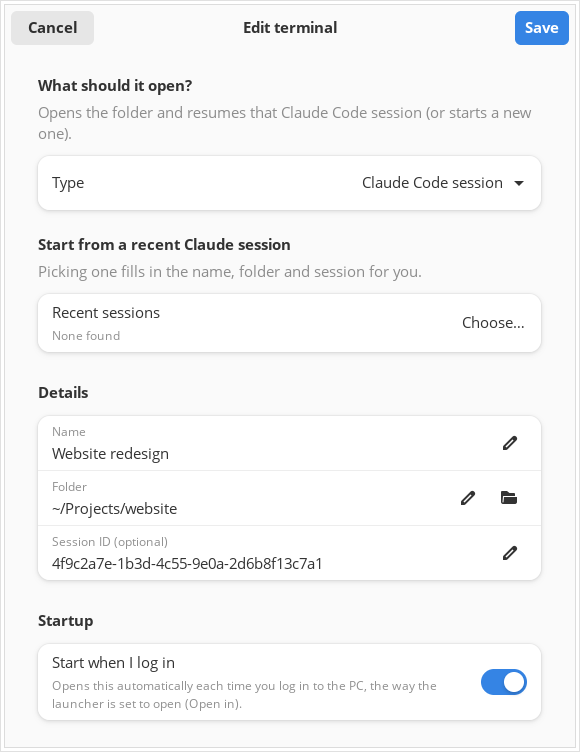 Cancel
Edit terminal
Save
What should it open?
Opens the folder and resumes that Claude Code session (or starts a new
one).
Type
Claude Code session
Start from a recent Claude session
Picking one fills in the name, folder and session for you.
Recent sessions
None found
Choose...
Details
Name
Website redesign
Folder
~/Projects/website
Session ID (optional)
4f9c2a7e-1b3d-4c55-9e0a-2d6b8f13c7a1
Startup
Start when I log in
Opens this automatically each time you log in to the PC, the way the
launcher is set to open (Open in).